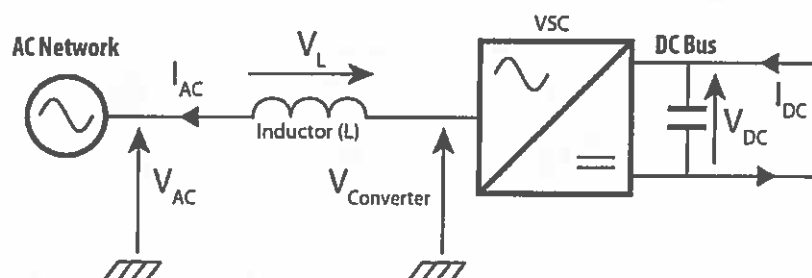 AC Network
I_AC
V_L
VSC
DC Bus
I_DC
Inductor (L)
V_AC
V_Converter
V_DC